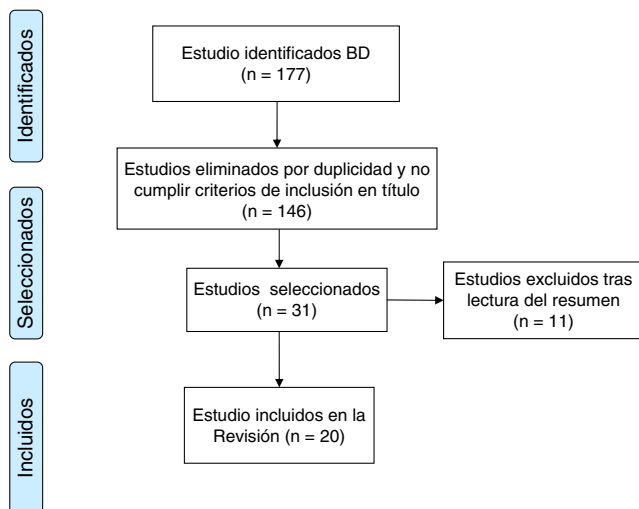 Identificados
Estudio identificados BD
(n = 177)
Estudios eliminados por duplicidad y no
cumplir criterios de inclusión en título
(n = 146)
Seleccionados
Estudios seleccionados
(n = 31)
Estudios excluidos tras
lectura del resumen
(n = 11)
Incluidos
Estudio incluidos en la
Revisión (n = 20)